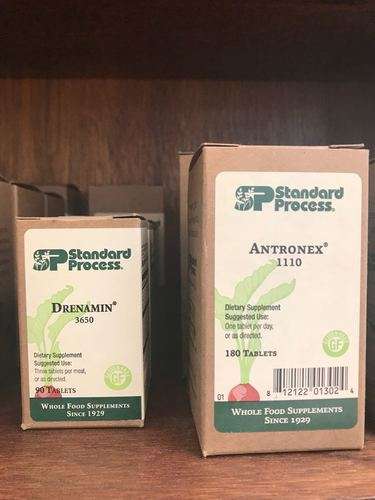 SP Standard
Process®
DRENAMIN®
3650
Dietary Supplement
Suggested Use:
Three tablets per meal,
or as directed.
90 TABLETS
GF
WHOLE FOOD SUPPLEMENTS
SINCE 1929
SP Standard
Process®
ANTRONEX®
1110
Dietary Supplement
Suggested Use:
One tablet per day,
or as directed.
180 TABLETS
GF
01 8 12122 01302 4
WHOLE FOOD SUPPLEMENTS
SINCE 1929